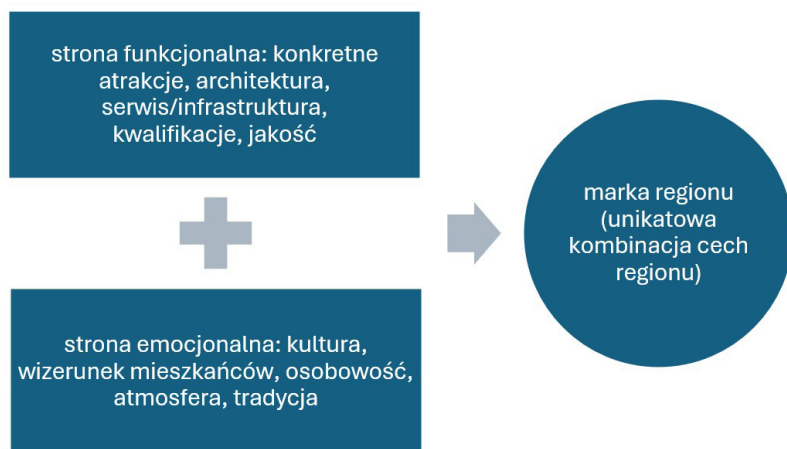 strona funkcjonalna: konkretne
atrakcje, architektura,
serwis/infrastruktura,
kwalifikacje, jakość
strona emocjonalna: kultura,
wizerunek mieszkańców, osobowość,
atmosfera, tradycja
marka regionu
(unikatowa
kombinacja cech
regionu)